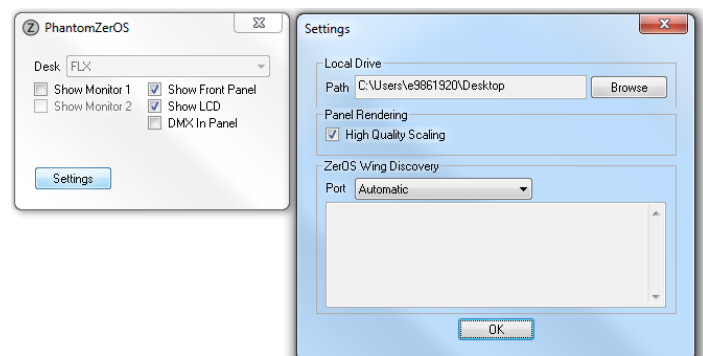 PhantomZerOS
Desk FLX
Show Monitor 1 Show Front Panel
Show Monitor 2 Show LCD
DMX In Panel
Settings
Settings
Local Drive
Path C:\Users\e9861920\Desktop Browse
Panel Rendering
High Quality Scaling
ZerOS Wing Discovery
Port Automatic
OK